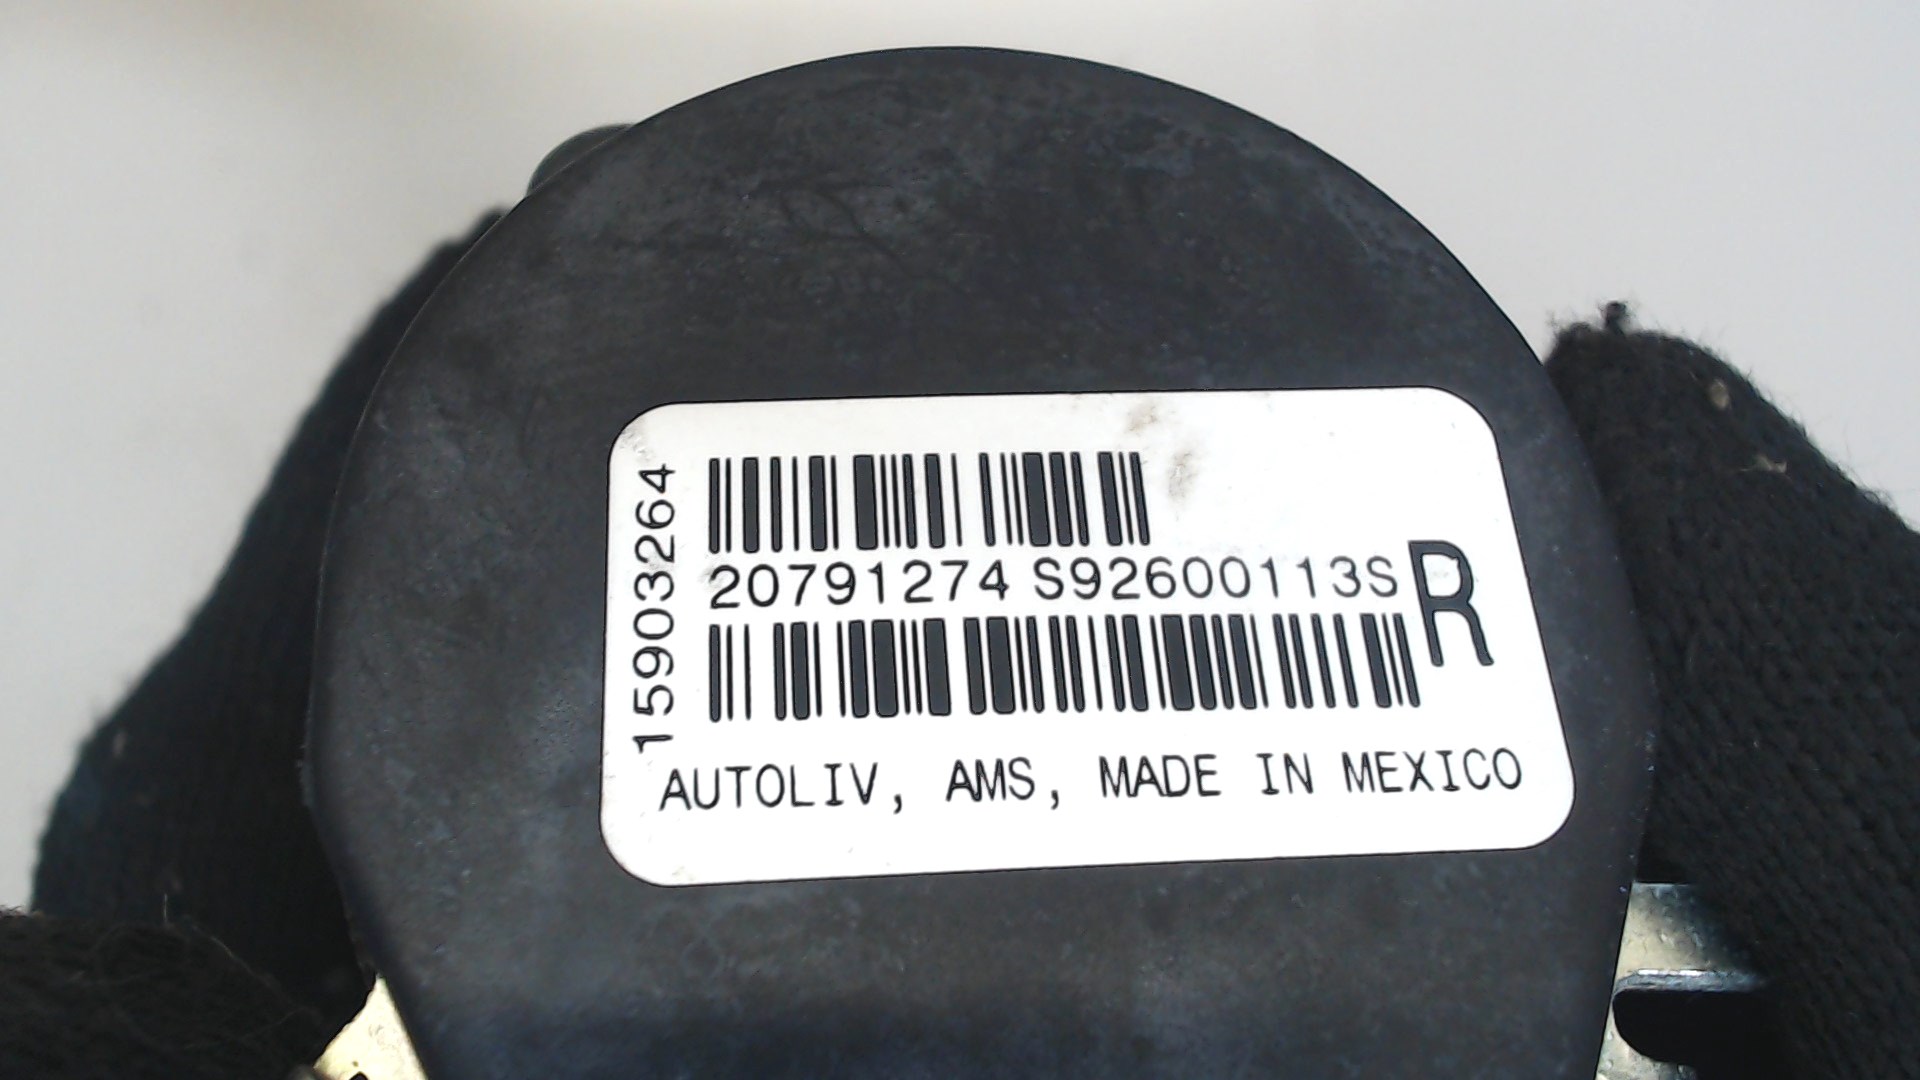 15903264
20791274 S92600113S R
AUTOLIV, AMS, MADE IN MEXICO